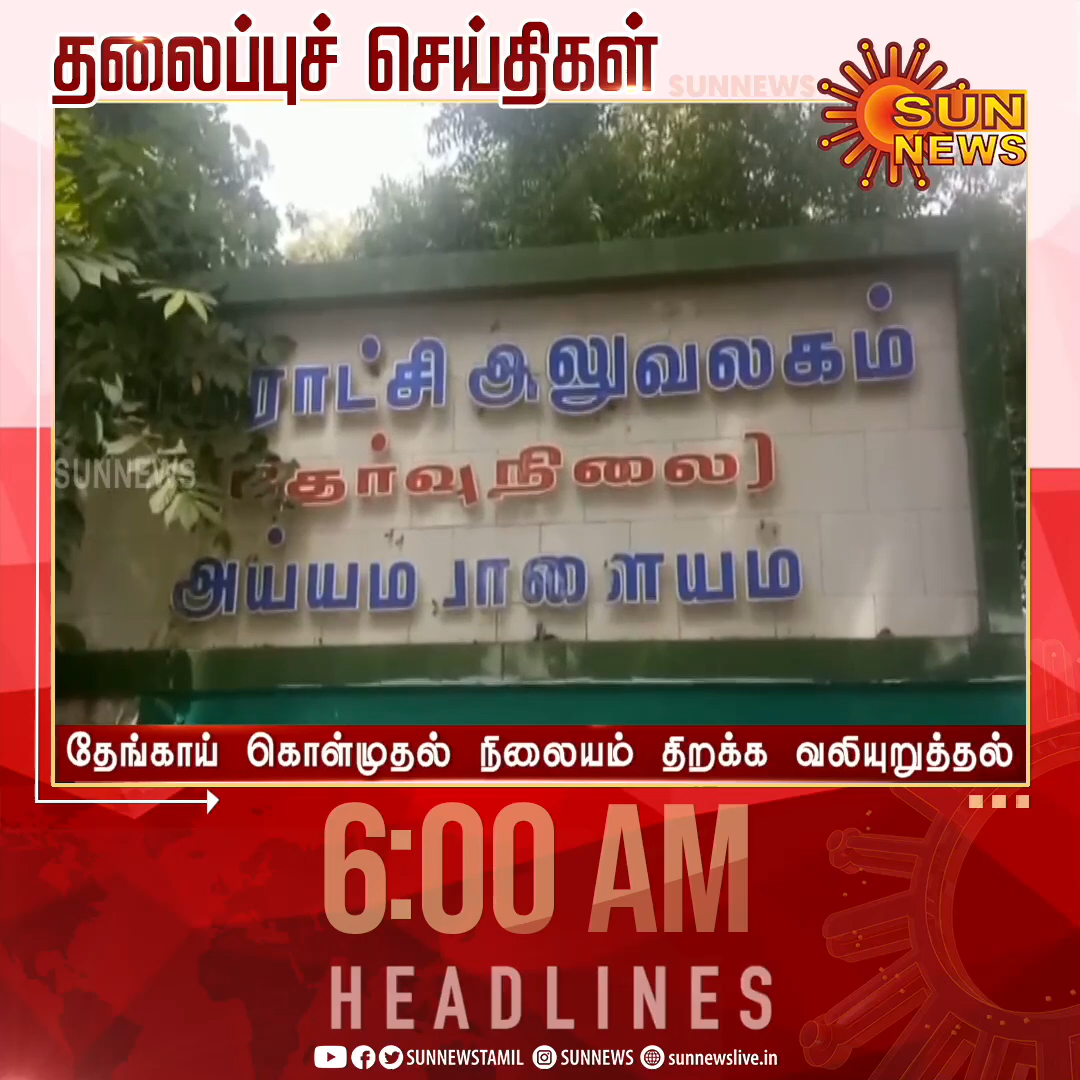 தலைப்புச் செய்திகள்
SUNNEWS
SUN
NEWS
ராட்சி அலுவலகம்
SUNNEWS
தேர்வுநிலை)
அய்யம பாளையம்
தேங்காய் கொள்முதல் நிலையம் திறக்க வலியுறுத்தல்
6:00 AM
HEADLINES
SUNNEWSTAMIL SUNNEWS sunnewslive.in